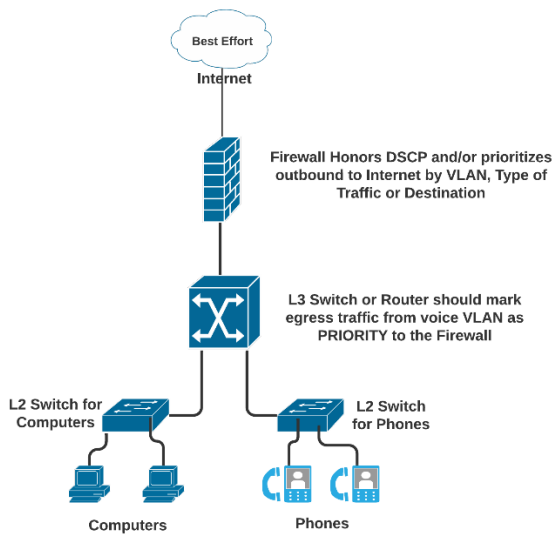 Best Effort
Internet
Firewall Honors DSCP and/or prioritizes
outbound to Internet by VLAN, Type of
Traffic or Destination
L3 Switch or Router should mark
egress traffic from voice VLAN as
PRIORITY to the Firewall
L2 Switch for
Computers
L2 Switch
for Phones
Computers
Phones